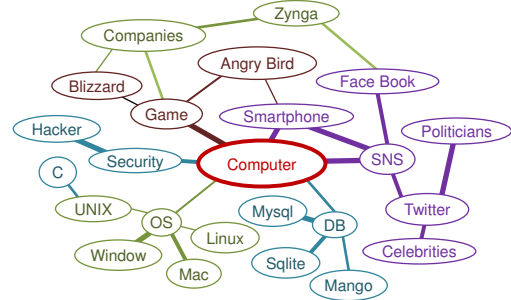 Zynga
Companies
Angry Bird
Blizzard
Face Book
Game
Smartphone
Hacker
Politicians
Security
Computer
SNS
C
UNIX
OS
Mysql
DB
Twitter
Linux
Window
Celebrities
Sqlite
Mac
Mango